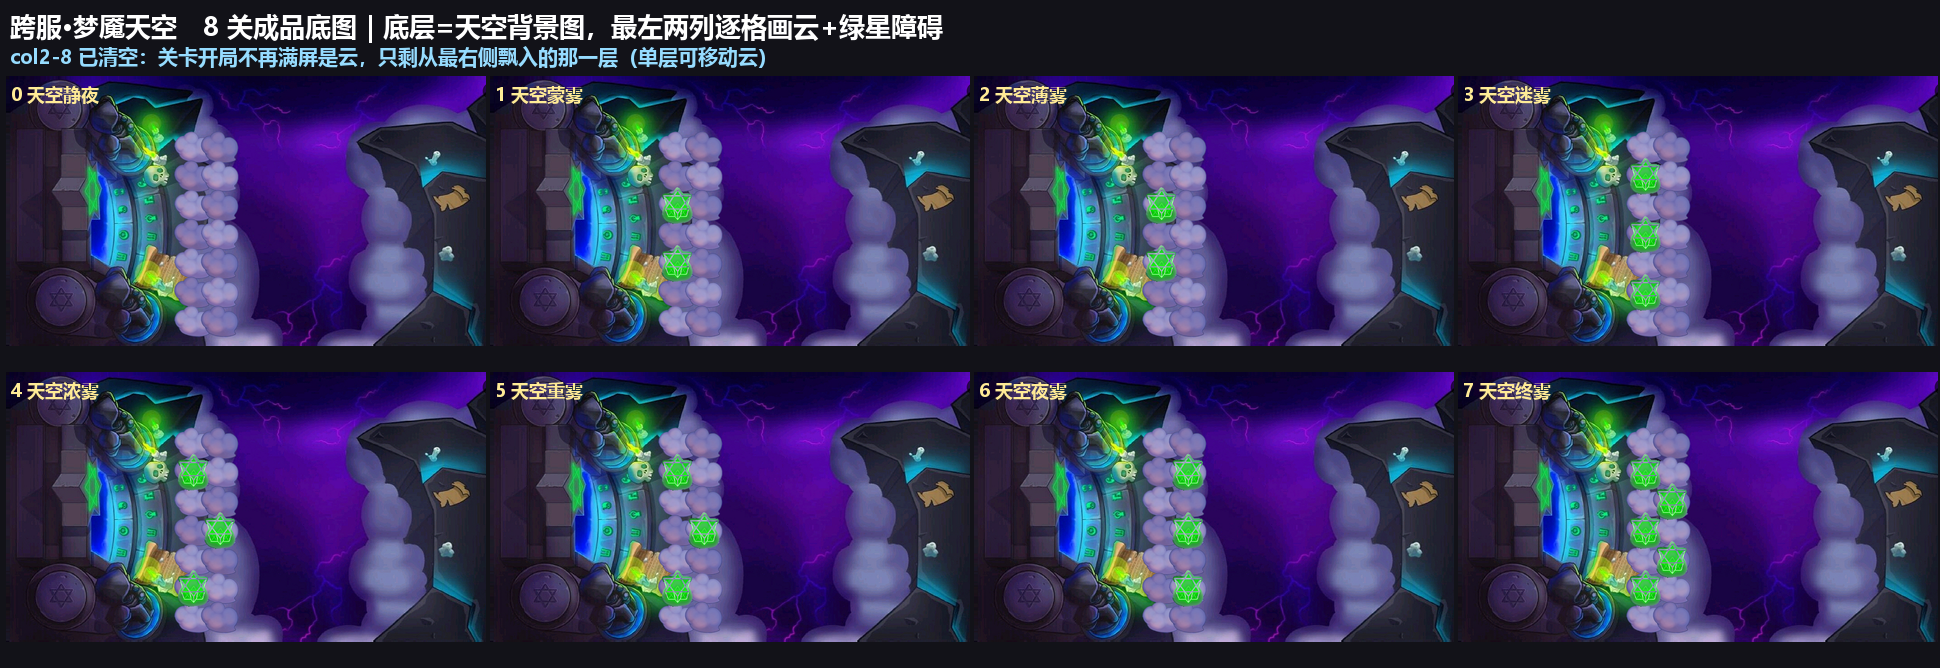 跨服•梦魇天空 8 关成品底图 | 底层=天空背景图，最左两列逐格画云+绿星障碍
col2-8 已清空：关卡开局不再满屏是云，只剩从最右侧飘入的那一层（单层可移动云）
0 天空静夜
1 天空蒙雾
2 天空薄雾
3 天空迷雾
4 天空浓雾
5 天空重雾
6 天空夜雾
7 天空终雾